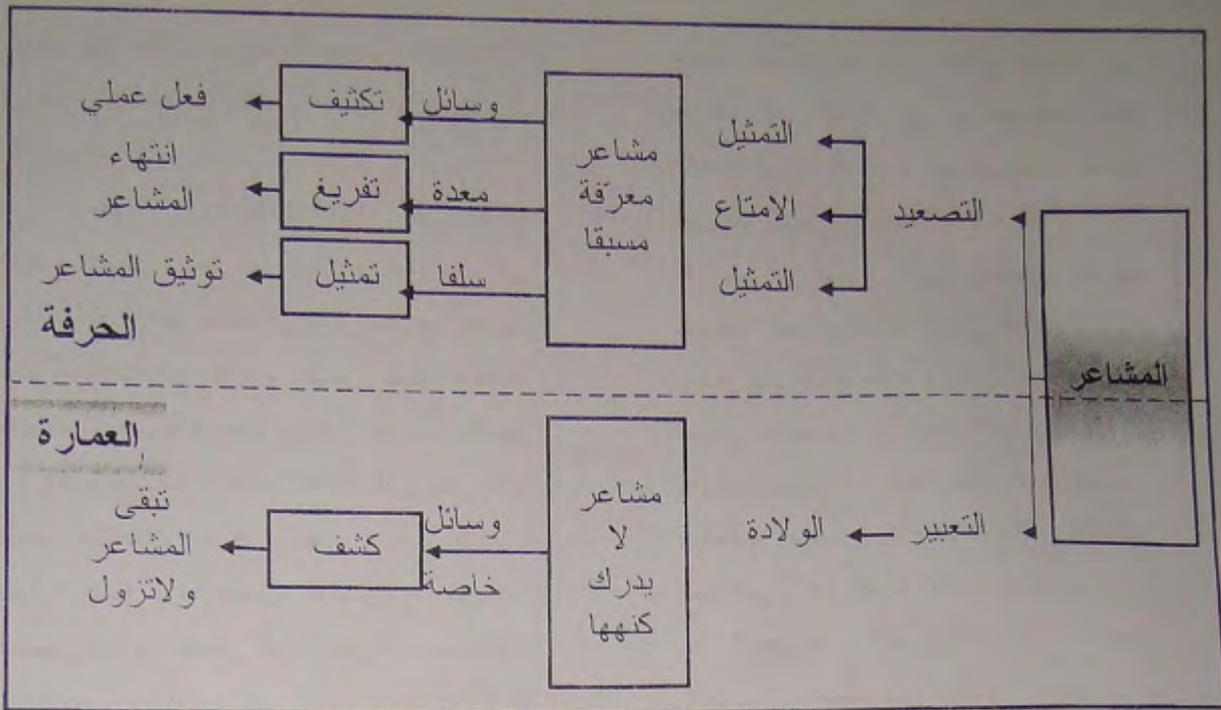 المشاعر
التصعيد
التمثيل
الامتاع
التمثيل
مشاعر
معرّفة
مسبقا
وسائل
معدة
سلفا
تكثيف
تفريغ
تمثيل
فعل عملي
انتهاء
المشاعر
توثيق المشاعر
الحرفة
التعبير
الولادة
مشاعر
لا
يدرك
كنهها
وسائل
خاصة
كشف
العمارة
تبقى
المشاعر
ولاتزول